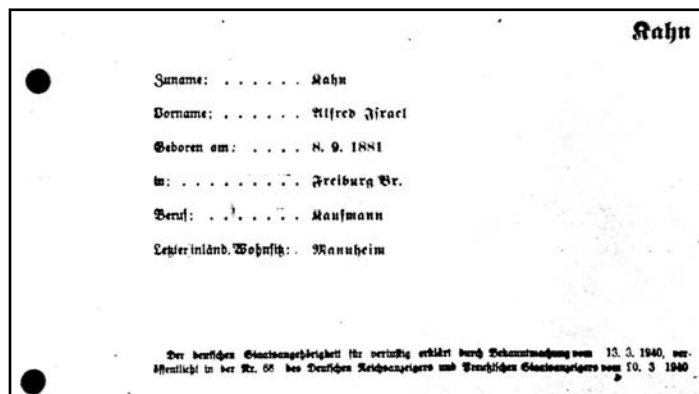 Kahn
Zuname: . . . . . . Kahn
Vorname: . . . . . . Alfred Israel
Geboren am: . . . . 8. 9. 1881
in: . . . . . . . . . Freiburg Br.
Beruf: . . . . . . . Kaufmann
Letzter inländ. Wohnsitz: . Mannheim
Der deutschen Staatsangehörigkeit für verlustig erklärt durch Bekanntmachung vom 13. 3. 1940, ver-
öffentlicht in der Nr. 68 des Deutschen Reichsanzeigers und Preußischen Staatsanzeigers vom 20. 3 1940